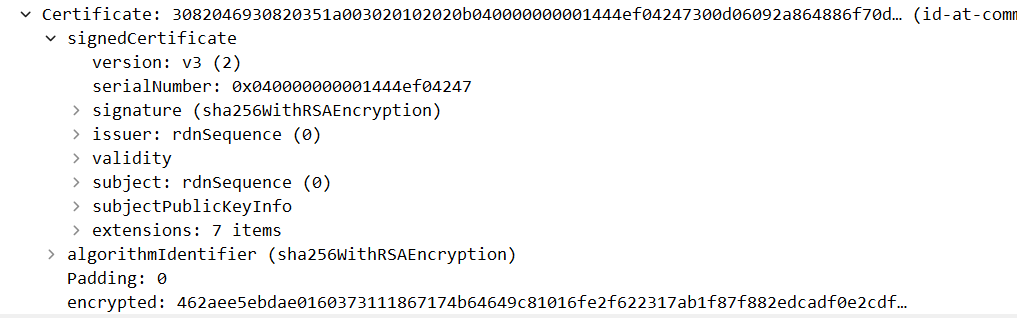 Certificate: 3082046930820351a003020102020b040000000001444ef04247300d06092a864886f70d… (id-at-comm
signedCertificate
version: v3 (2)
serialNumber: 0x040000000001444ef04247
signature (sha256WithRSAEncryption)
issuer: rdnSequence (0)
validity
subject: rdnSequence (0)
subjectPublicKeyInfo
extensions: 7 items
algorithmIdentifier (sha256WithRSAEncryption)
Padding: 0
encrypted: 462aee5ebdae0160373111867174b64649c81016fe2f622317ab1f87f882edcadf0e2cdf…